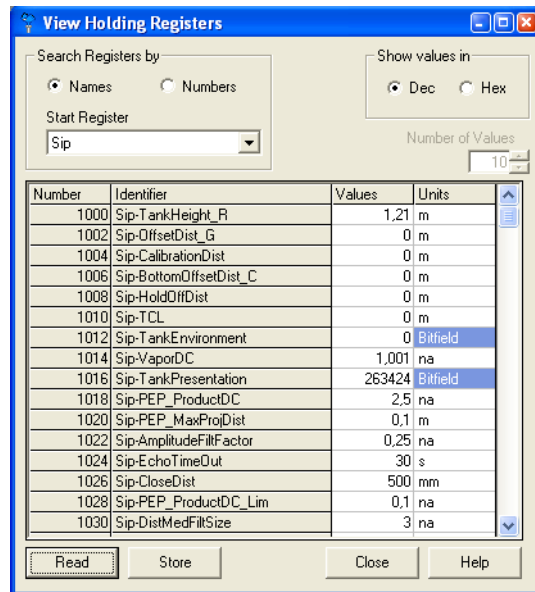 View Holding Registers
Search Registers by
Names Numbers
Start Register
Sip
Show values in
Dec Hex
Number of Values
10
Number Identifier Values Units
1000 Sip-TankHeight_R 1,21 m
1002 Sip-OffsetDist_G 0 m
1004 Sip-CalibrationDist 0 m
1006 Sip-BottomOffsetDist_C 0 m
1008 Sip-HoldOffDist 0 m
1010 Sip-TCL 0 m
1012 Sip-TankEnvironment 0 Bitfield
1014 Sip-VaporDC 1,001 na
1016 Sip-TankPresentation 263424 Bitfield
1018 Sip-PEP_ProductDC 2,5 na
1020 Sip-PEP_MaxProjDist 0,1 m
1022 Sip-AmplitudeFiltFactor 0,25 na
1024 Sip-EchoTimeOut 30 s
1026 Sip-CloseDist 500 mm
1028 Sip-PEP_ProductDC_Lim 0,1 na
1030 Sip-DistMedFiltSize 3 na
Read Store Close Help